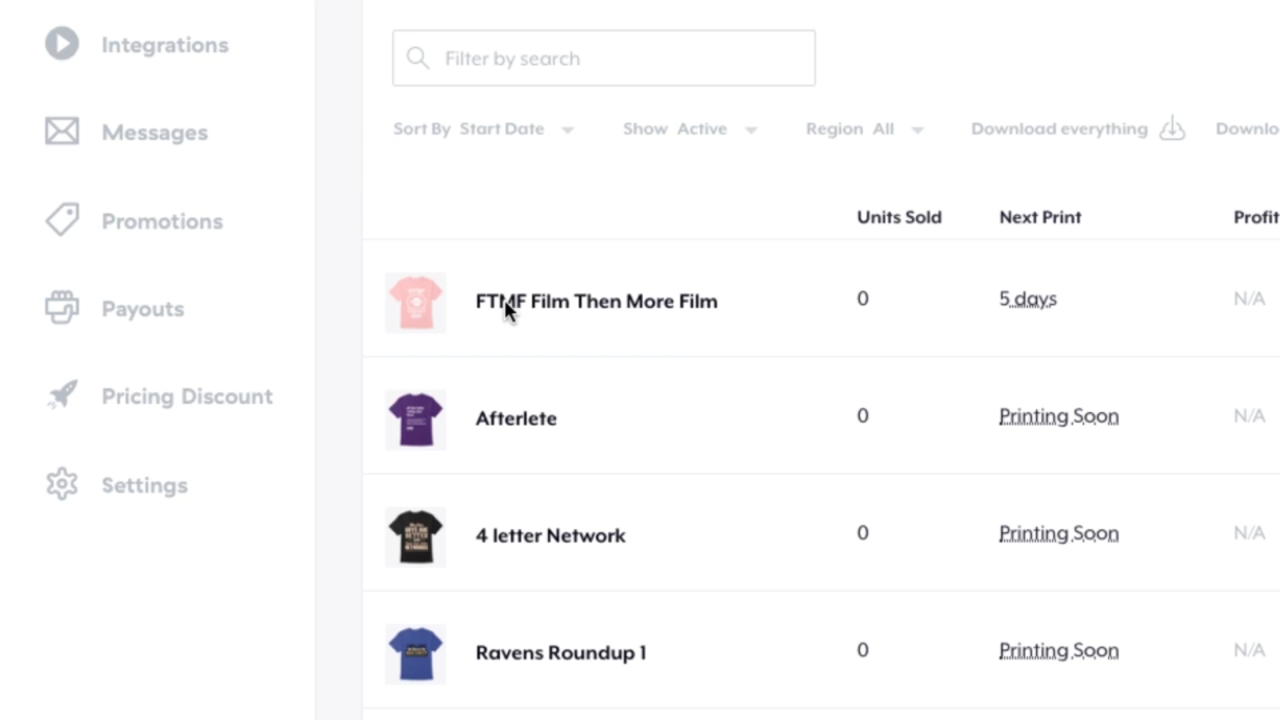 Integrations
Messages
Promotions
Payouts
Pricing Discount
Settings
Filter by search
Sort By Start Date Show Active Region All Download everything Downlo
Units Sold Next Print Profit
FTMF Film Then More Film 0 5 days N/A
Afterlete 0 Printing Soon N/A
4 letter Network 0 Printing Soon N/A
Ravens Roundup 1 0 Printing Soon N/A